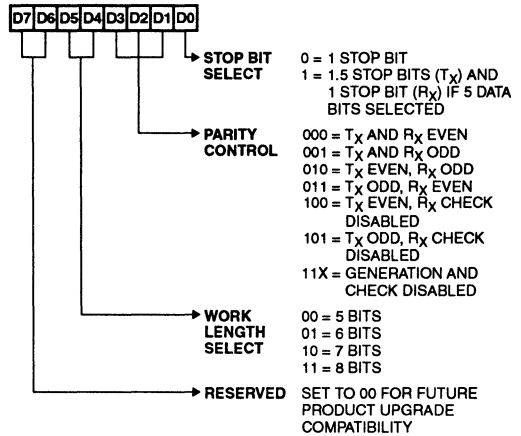 D7 D6 D5 D4 D3 D2 D1 D0
STOP BIT SELECT
0 = 1 STOP BIT
1 = 1.5 STOP BITS (TX) AND
1 STOP BIT (RX) IF 5 DATA
BITS SELECTED
PARITY CONTROL
000 = TX AND RX EVEN
001 = TX AND RX ODD
010 = TX EVEN, RX ODD
011 = TX ODD, RX EVEN
100 = TX EVEN, RX CHECK
DISABLED
101 = TX ODD, RX CHECK
DISABLED
11X = GENERATION AND
CHECK DISABLED
WORK LENGTH SELECT
00 = 5 BITS
01 = 6 BITS
10 = 7 BITS
11 = 8 BITS
RESERVED
SET TO 00 FOR FUTURE
PRODUCT UPGRADE
COMPATIBILITY